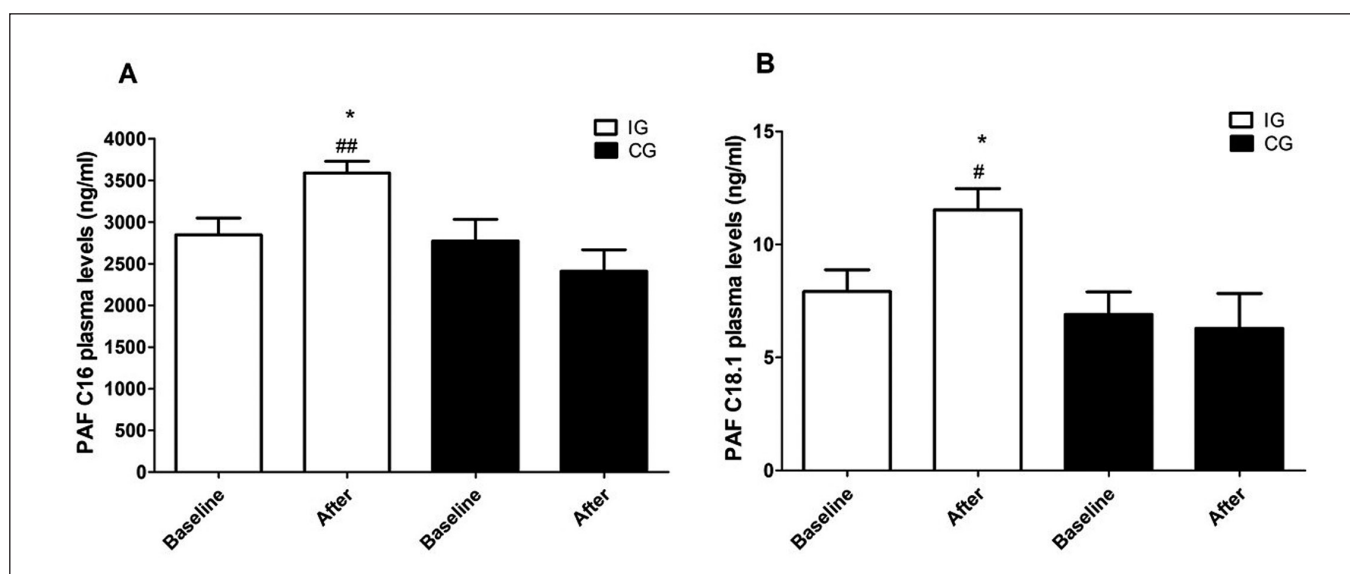 A
PAF C16 plasma levels (ng/ml)
4000
3500
3000
2500
2000
1500
1000
500
0
*
##
IG
CG
Baseline
After
Baseline
After
B
PAF C18.1 plasma levels (ng/ml)
15
10
5
0
*
#
IG
CG
Baseline
After
Baseline
After